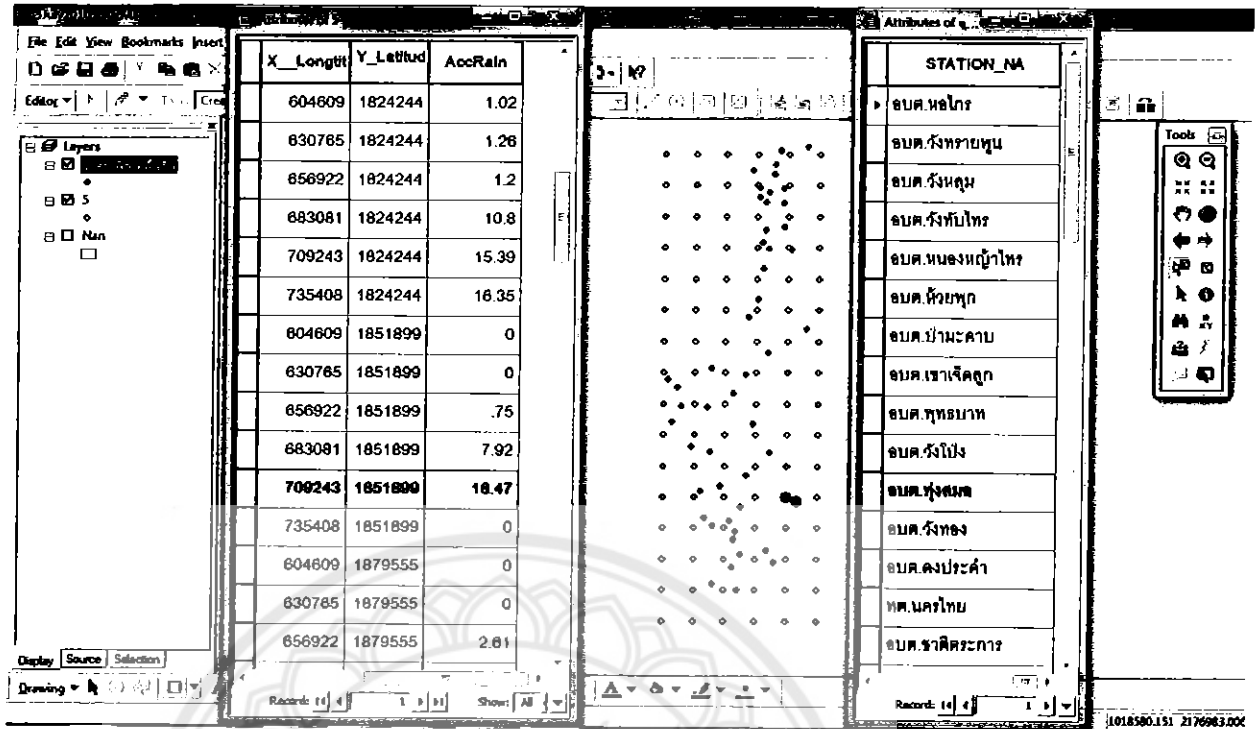 File Edit View Bookmarks Insert
Editor
Layers
5
Nan
Display Source Selection
Drawing
X__Longtit Y_Latitud AccRain
604609 1824244 1.02
630765 1824244 1.26
656922 1824244 1.2
683081 1824244 10.8
709243 1824244 15.39
735408 1824244 16.35
604609 1851899 0
630765 1851899 0
656922 1851899 .75
683081 1851899 7.92
709243 1851899 16.47
735408 1851899 0
604609 1879555 0
630765 1879555 0
656922 1879555 2.61
Record: 1 Show: All
Attributes of
STATION_NA
อบต.หอไกร
อบต.วังทรายพูน
อบต.วังหลุม
อบต.วังทับไทร
อบต.หนองหญ้าไทร
อบต.ห้วยพุก
อบต.ป่ามะคาบ
อบต.เขาเจ็ดลูก
อบต.พุทธบาท
อบต.วังโป่ง
อบต.ทุ่งสมอ
อบต.วังทอง
อบต.ดงประคำ
ทต.นครไทย
อบต.ชาติตระการ
Record: 1
Tools
1018580.151 2176983.006